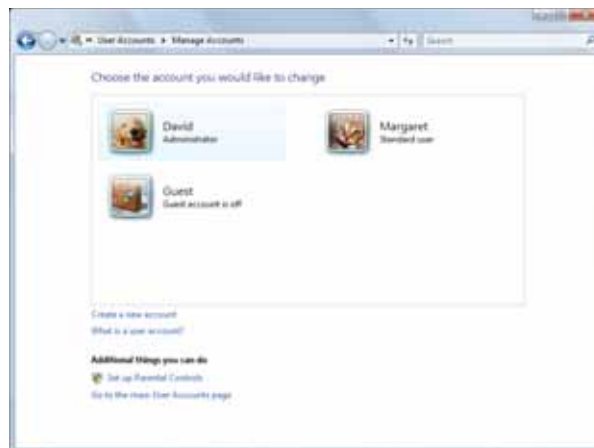 User Accounts Manage Accounts
Search
Choose the account you would like to change
David
Administrator
Margaret
Standard user
Guest
Guest account is off
Create a new account
What is a user account?
Additional things you can do
Set up Parental Controls
Go to the main User Accounts page